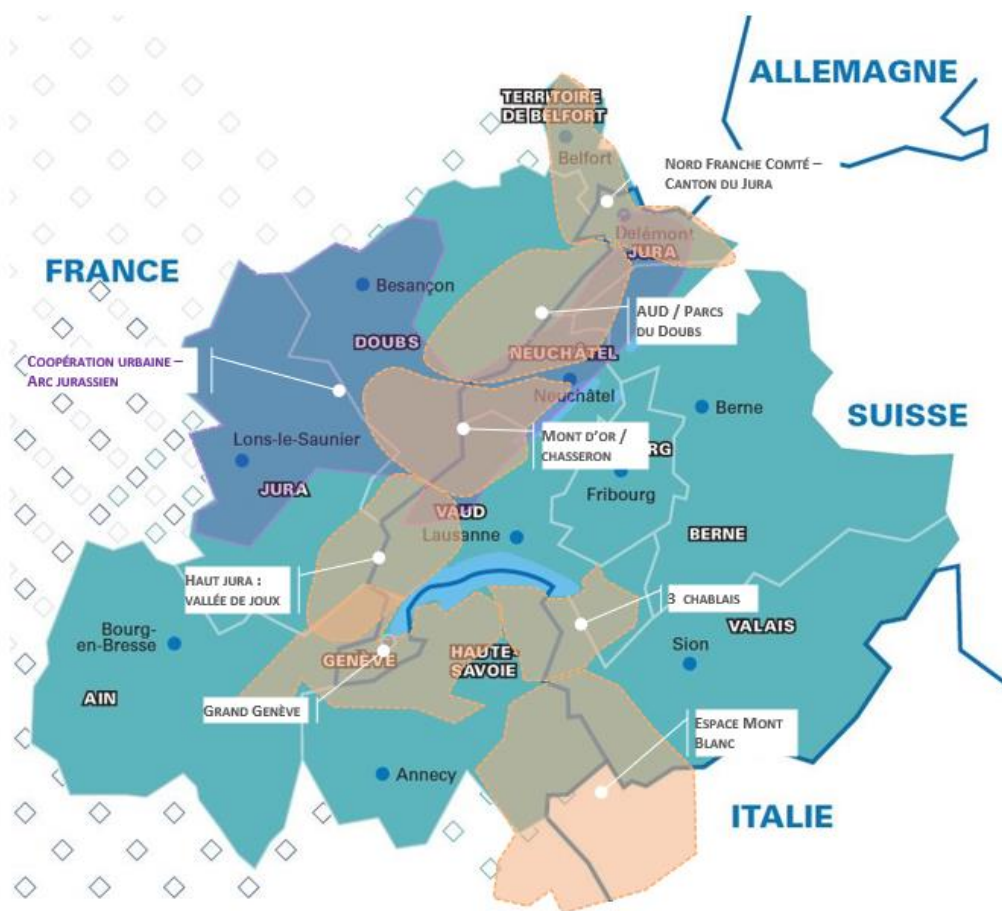 ALLEMAGNE
TERRITOIRE
DE BELFORT
Belfort
NORD FRANCHE COMTÉ –
CANTON DU JURA
Delémont
JURA
FRANCE
Besançon
AUD / PARCS
DU DOUBS
DOUBS
NEUCHÂTEL
COOPÉRATION URBAINE –
ARC JURASSIEN
Neuchâtel
Berne
SUISSE
Lons-le-Saunier
MONT D'OR /
CHASSERON
RG
JURA
Fribourg
VAUD
Lausanne
BERNE
HAUT JURA :
VALLÉE DE JOUX
3 CHABLAIS
VALAIS
Bourg-
en-Bresse
Sion
GENÈVE
HAUTE-
SAVOIE
AIN
GRAND GENÈVE
ESPACE MONT
BLANC
Annecy
ITALIE